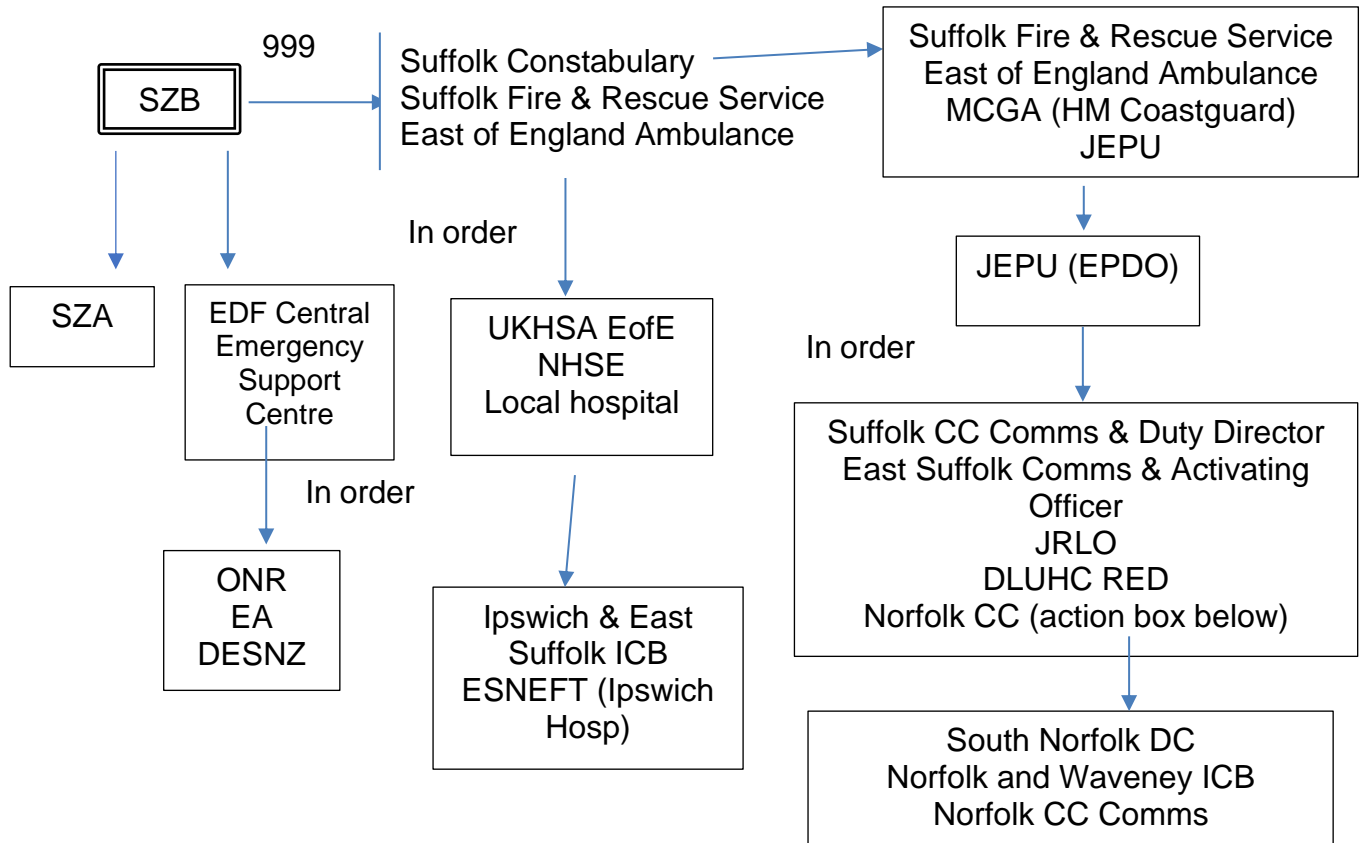 999
SZB
Suffolk Constabulary
Suffolk Fire & Rescue Service
East of England Ambulance
Suffolk Fire & Rescue Service
East of England Ambulance
MCGA (HM Coastguard)
JEPU
In order
JEPU (EPDO)
SZA
EDF Central
Emergency
Support
Centre
UKHSA EofE
NHSE
Local hospital
In order
In order
Suffolk CC Comms & Duty Director
East Suffolk Comms & Activating
Officer
JRLO
DLUHC RED
Norfolk CC (action box below)
ONR
EA
DESNZ
Ipswich & East
Suffolk ICB
ESNEFT (Ipswich
Hosp)
South Norfolk DC
Norfolk and Waveney ICB
Norfolk CC Comms